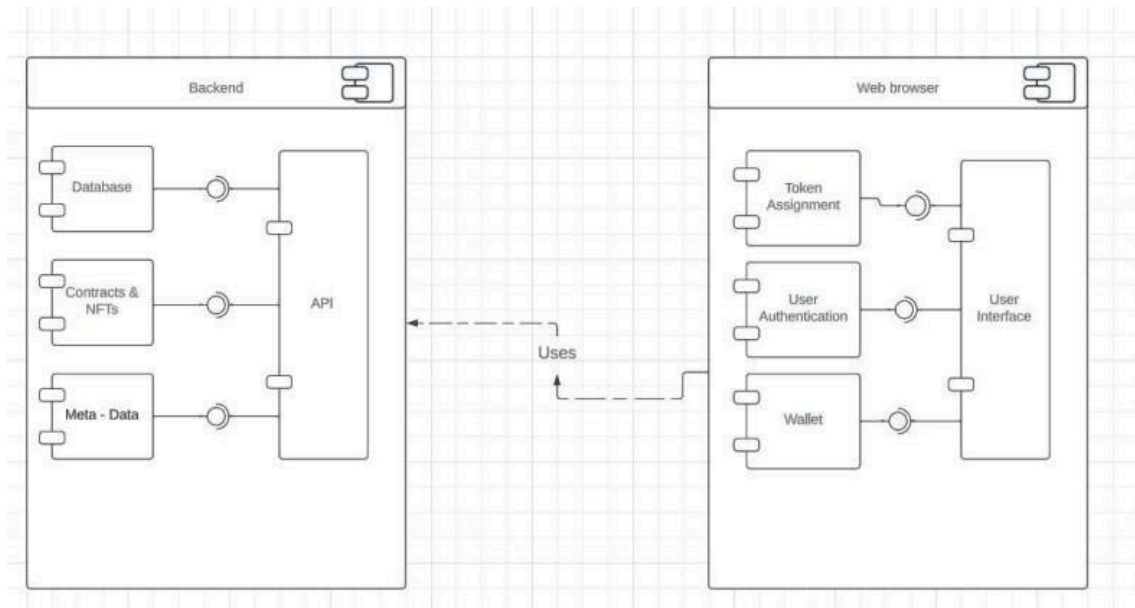 Backend
Database
Contracts &
NFTs
Meta - Data
API
Uses
Web browser
Token
Assignment
User
Authentication
Wallet
User
Interface